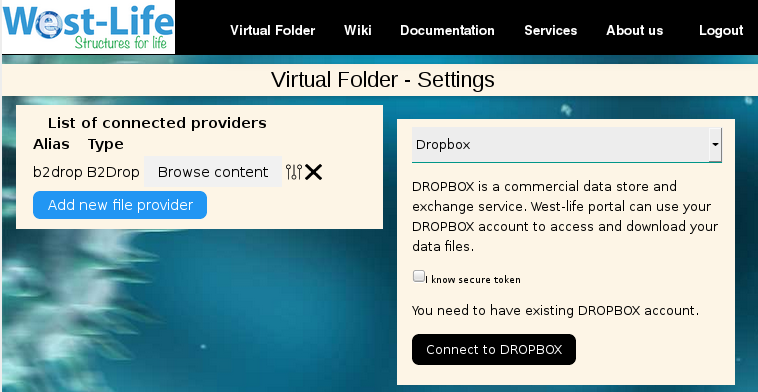 West-Life
Structures for life
Virtual Folder Wiki Documentation Services About us Logout
Virtual Folder - Settings
List of connected providers
Alias Type
b2drop B2Drop Browse content
Add new file provider
Dropbox
DROPBOX is a commercial data store and
exchange service. West-life portal can use your
DROPBOX account to access and download your
data files.
I know secure token
You need to have existing DROPBOX account.
Connect to DROPBOX